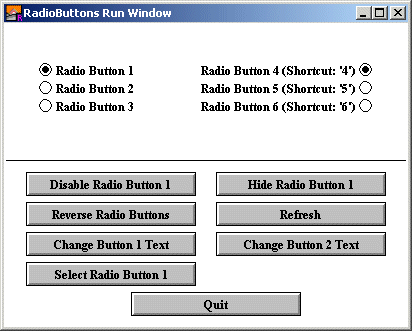 RadioButtons Run Window
Radio Button 1 Radio Button 4 (Shortcut: '4')
Radio Button 2 Radio Button 5 (Shortcut: '5')
Radio Button 3 Radio Button 6 (Shortcut: '6')
Disable Radio Button 1 Hide Radio Button 1
Reverse Radio Buttons Refresh
Change Button 1 Text Change Button 2 Text
Select Radio Button 1
Quit